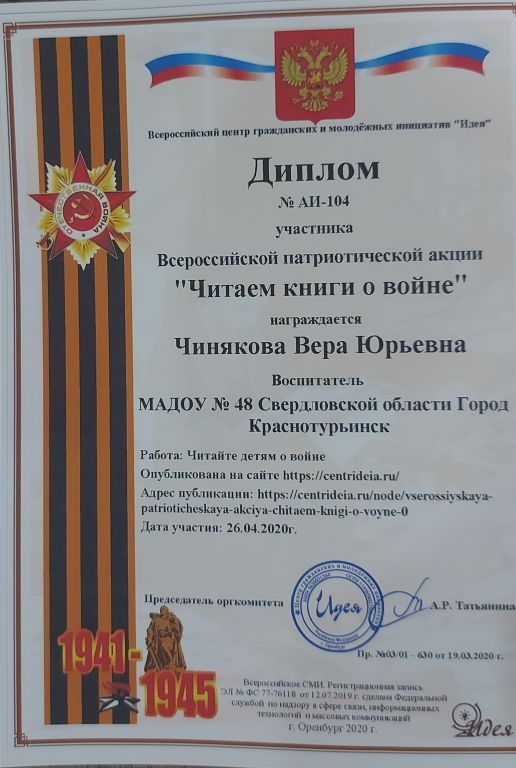 Всероссийский центр гражданских и молодёжных инициатив "Идея"
Диплом
№ АИ-104
участника
Всероссийской патриотической акции
"Читаем книги о войне"
награждается
Чинякова Вера Юрьевна
Воспитатель
МАДОУ № 48 Свердловской области Город
Краснотурьинск
Работа: Читайте детям о войне
Опубликована на сайте https://centrideia.ru/
Адрес публикации: https://centrideia.ru/node/vserossiyskaya-
patrioticheskaya-akciya-chitaem-knigi-o-voyne-0
Дата участия: 26.04.2020г.
Председатель оргкомитета
Идея
г. Оренбург
А.Р. Татьянина
Пр. №03/01 - 630 от 19.03.2020 г.
ОТЕЧЕСТВЕННАЯ ВОЙНА
1941-
1945
Всероссийское СМИ. Регистрационная запись
ЭЛ № ФС 77-76118 от 12.07.2019 г. сделана Федеральной
службой по надзору в сфере связи, информационных
технологий и массовых коммуникаций
г. Оренбург 2020 г.
Идея